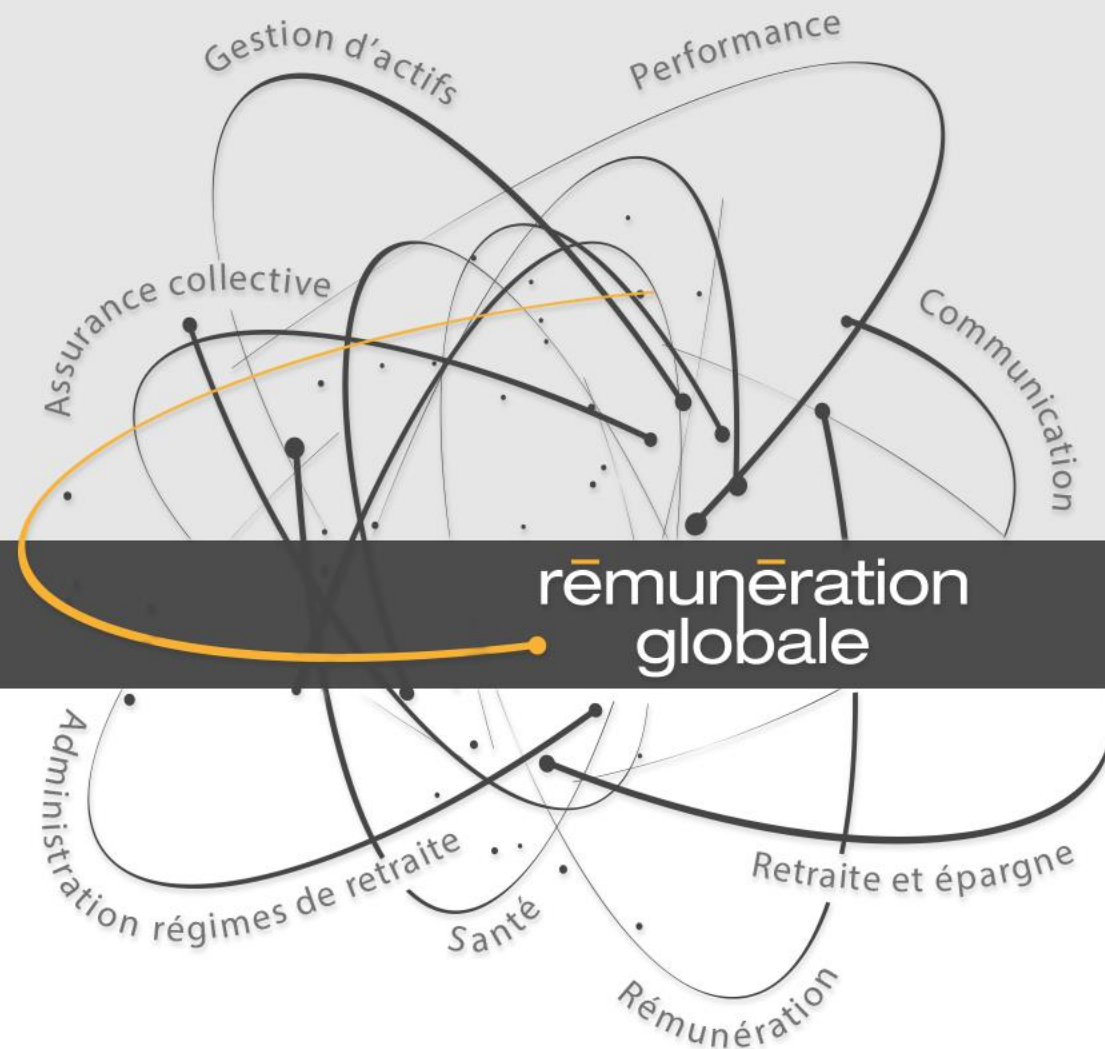 Gestion d'actifs
Performance
Assurance collective
Communication
rēmunēration
globale
Administration régimes de retraite
Retraite et épargne
Santé
Rémunération